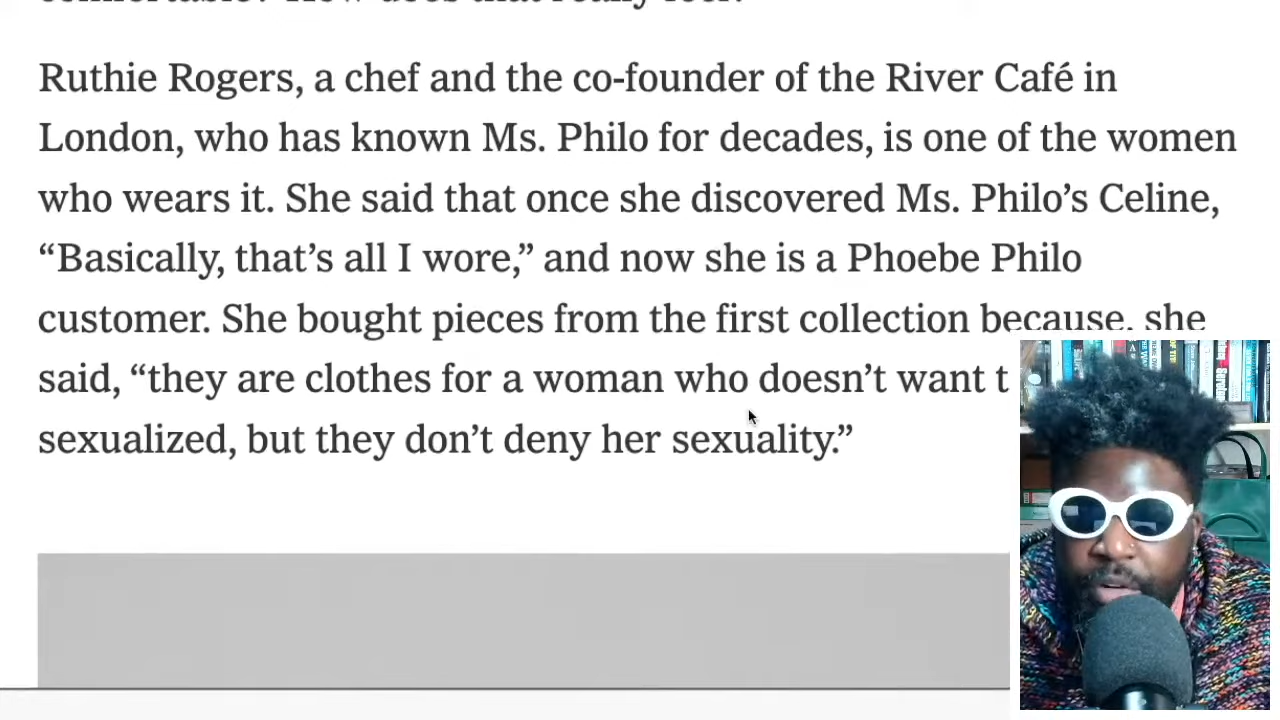 Ruthie Rogers, a chef and the co-founder of the River Café in
London, who has known Ms. Philo for decades, is one of the women
who wears it. She said that once she discovered Ms. Philo’s Celine,
“Basically, that’s all I wore,” and now she is a Phoebe Philo
customer. She bought pieces from the first collection because, she
said, “they are clothes for a woman who doesn’t want t
sexualized, but they don’t deny her sexuality.”